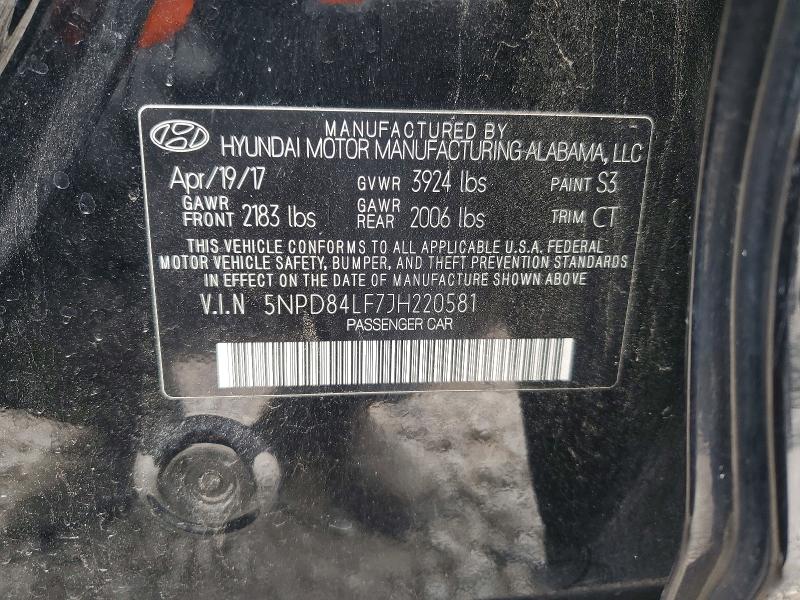 MANUFACTURED BY
HYUNDAI MOTOR MANUFACTURING ALABAMA, LLC
Apr/19/17 GVWR 3924 lbs PAINT S3
GAWR FRONT 2183 lbs GAWR REAR 2006 lbs TRIM CT
THIS VEHICLE CONFORMS TO ALL APPLICABLE U.S.A. FEDERAL
MOTOR VEHICLE SAFETY, BUMPER, AND THEFT PREVENTION STANDARDS
IN EFFECT ON THE DATE OF MANUFACTURE SHOWN ABOVE
V.I.N 5NPD84LF7JH220581
PASSENGER CAR